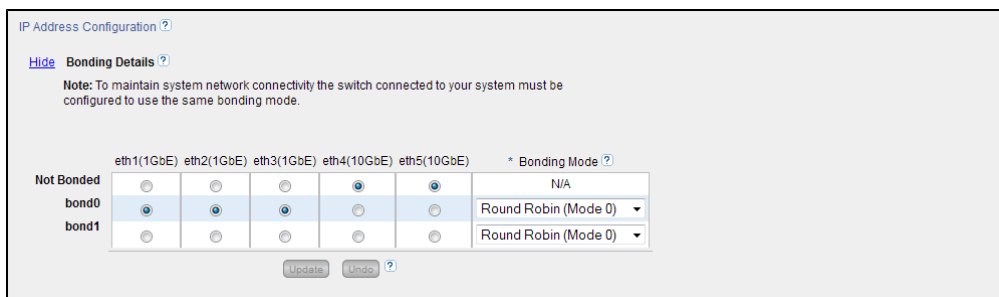 IP Address Configuration ?
Hide Bonding Details ?
Note: To maintain system network connectivity the switch connected to your system must be
configured to use the same bonding mode.
eth1(1GbE) eth2(1GbE) eth3(1GbE) eth4(10GbE) eth5(10GbE) * Bonding Mode ?
Not Bonded N/A
bond0 Round Robin (Mode 0)
bond1 Round Robin (Mode 0)
Update Undo ?